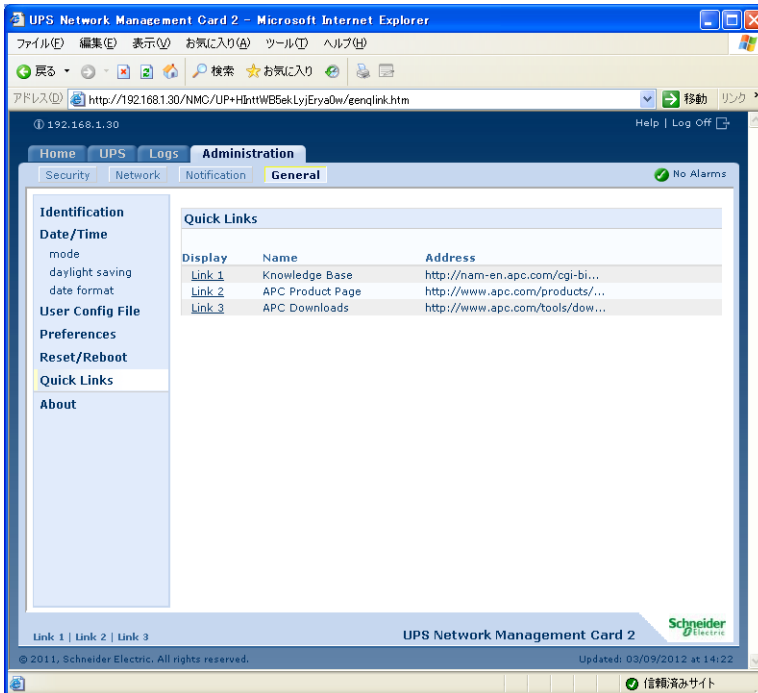 UPS Network Management Card 2 - Microsoft Internet Explorer
ファイル(F) 編集(E) 表示(V) お気に入り(A) ツール(T) ヘルプ(H)
戻る 検索 お気に入り
アドレス(D) http://192.168.1.30/NMC/UP+HInttWB5ekLyjErya0w/genqlink.htm 移動 リンク »
192.168.1.30 Help | Log Off
Home UPS Logs Administration
Security Network Notification General No Alarms
Identification
Date/Time
mode
daylight saving
date format
User Config File
Preferences
Reset/Reboot
Quick Links
About
Quick Links
Display Name Address
Link 1 Knowledge Base http://nam-en.apc.com/cgi-bi...
Link 2 APC Product Page http://www.apc.com/products/...
Link 3 APC Downloads http://www.apc.com/tools/dow...
Link 1 | Link 2 | Link 3
UPS Network Management Card 2
Schneider Electric
© 2011, Schneider Electric. All rights reserved. Updated: 03/09/2012 at 14:22
信頼済みサイト